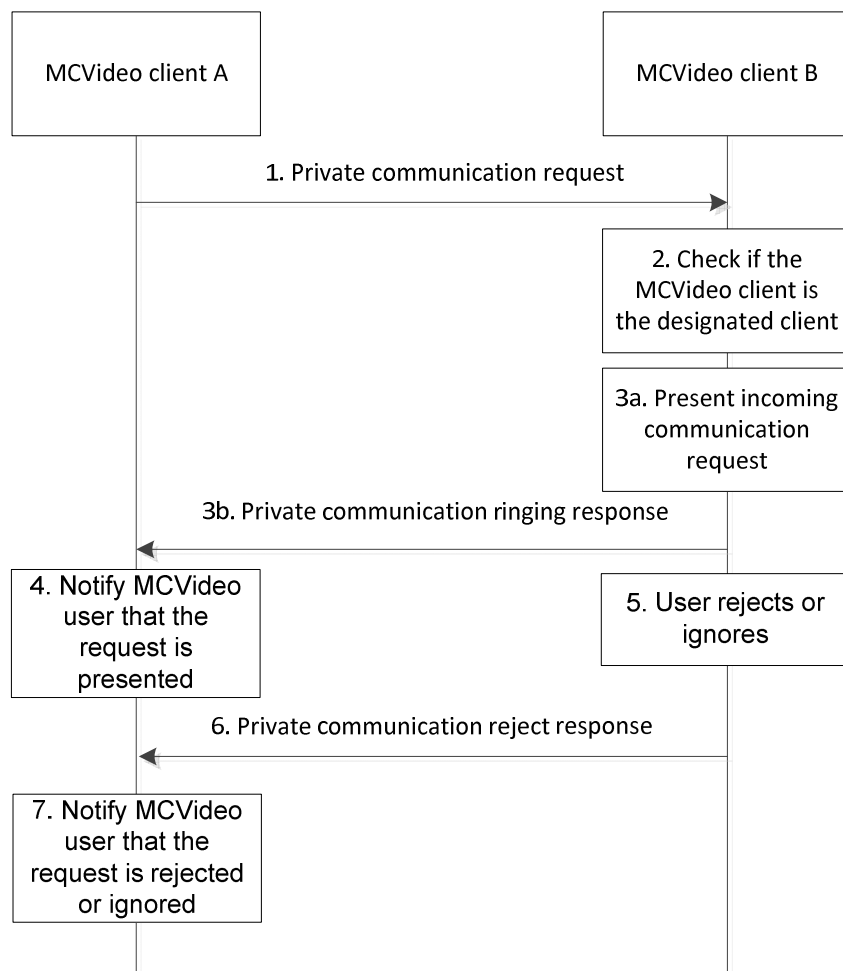 MCVideo client A
MCVideo client B
1. Private communication request
2. Check if the
MCVideo client is
the designated client
3a. Present incoming
communication
request
3b. Private communication ringing response
4. Notify MCVideo
user that the
request is
presented
5. User rejects or
ignores
6. Private communication reject response
7. Notify MCVideo
user that the
request is rejected
or ignored